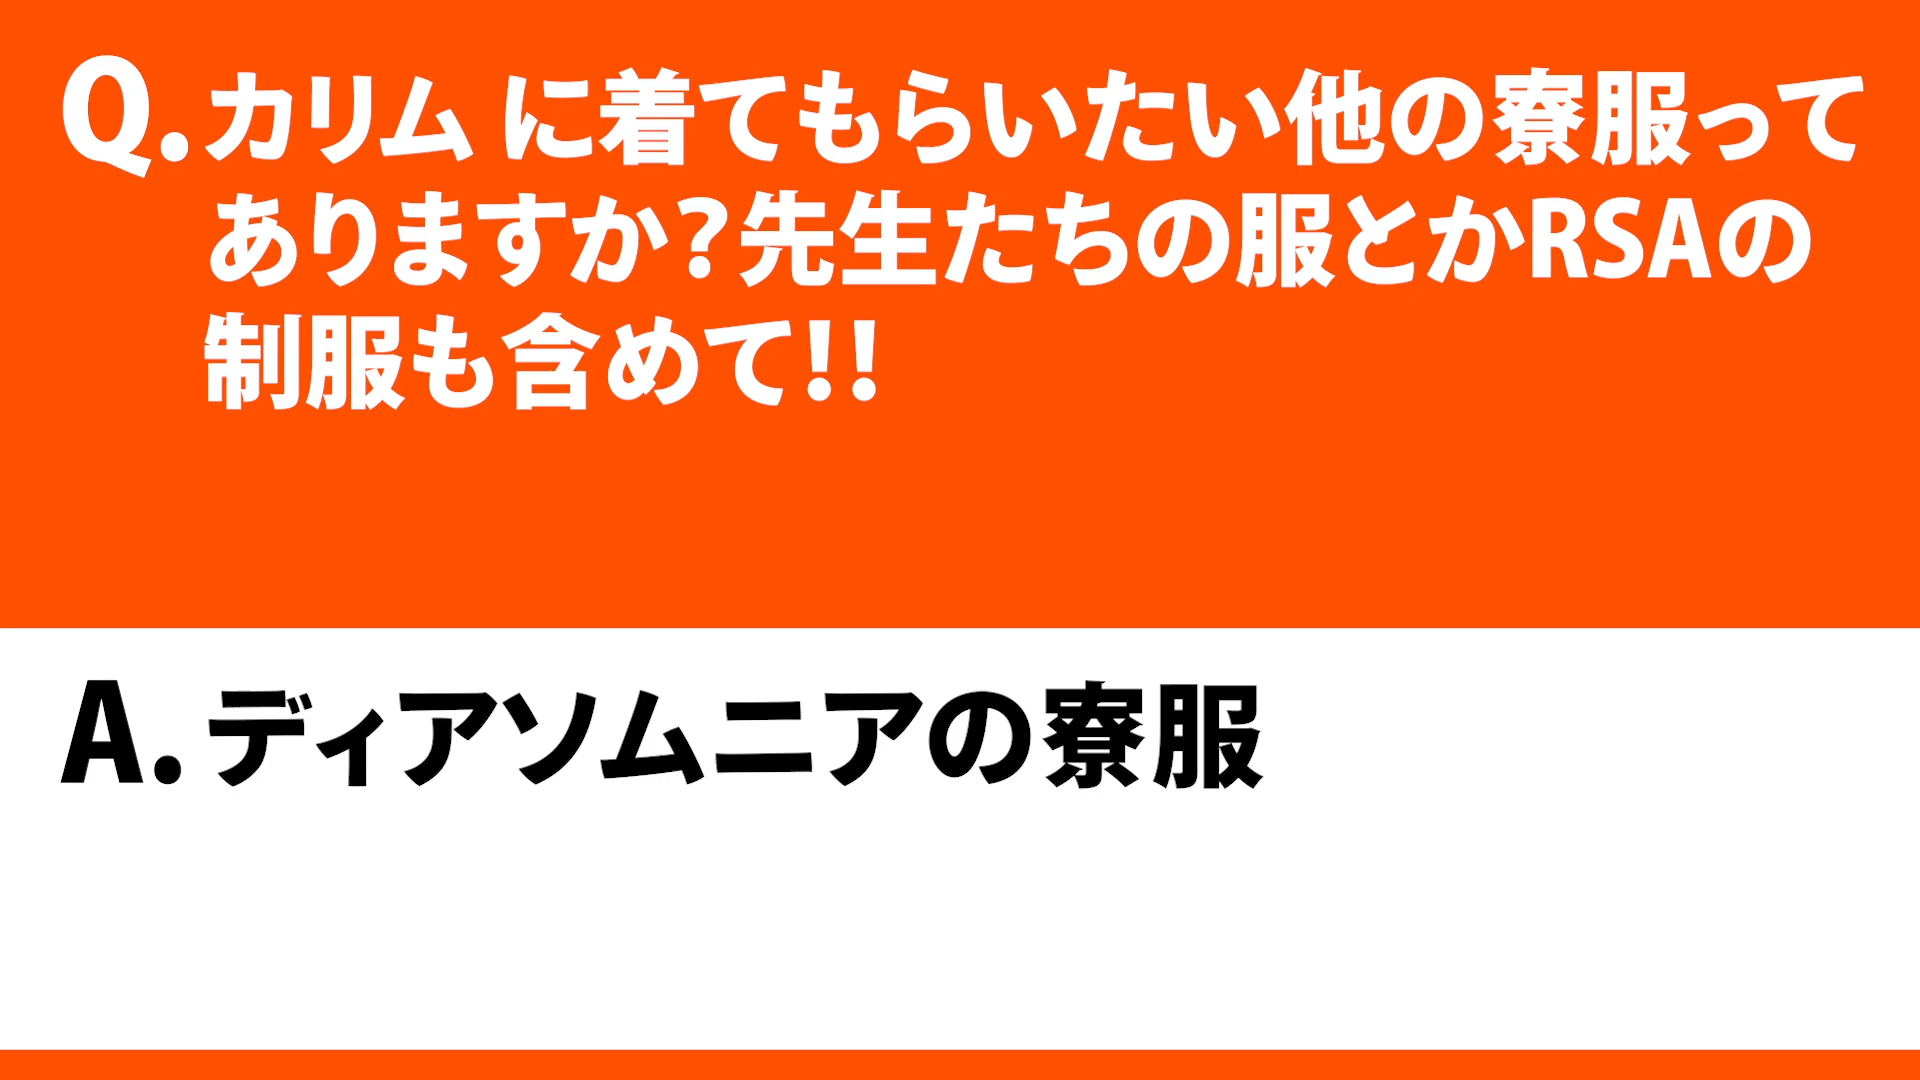 Q.カリム に着てもらいたい他の寮服って
ありますか?先生たちの服とかRSAの
制服も含めて!!
A.ディアソムニアの寮服